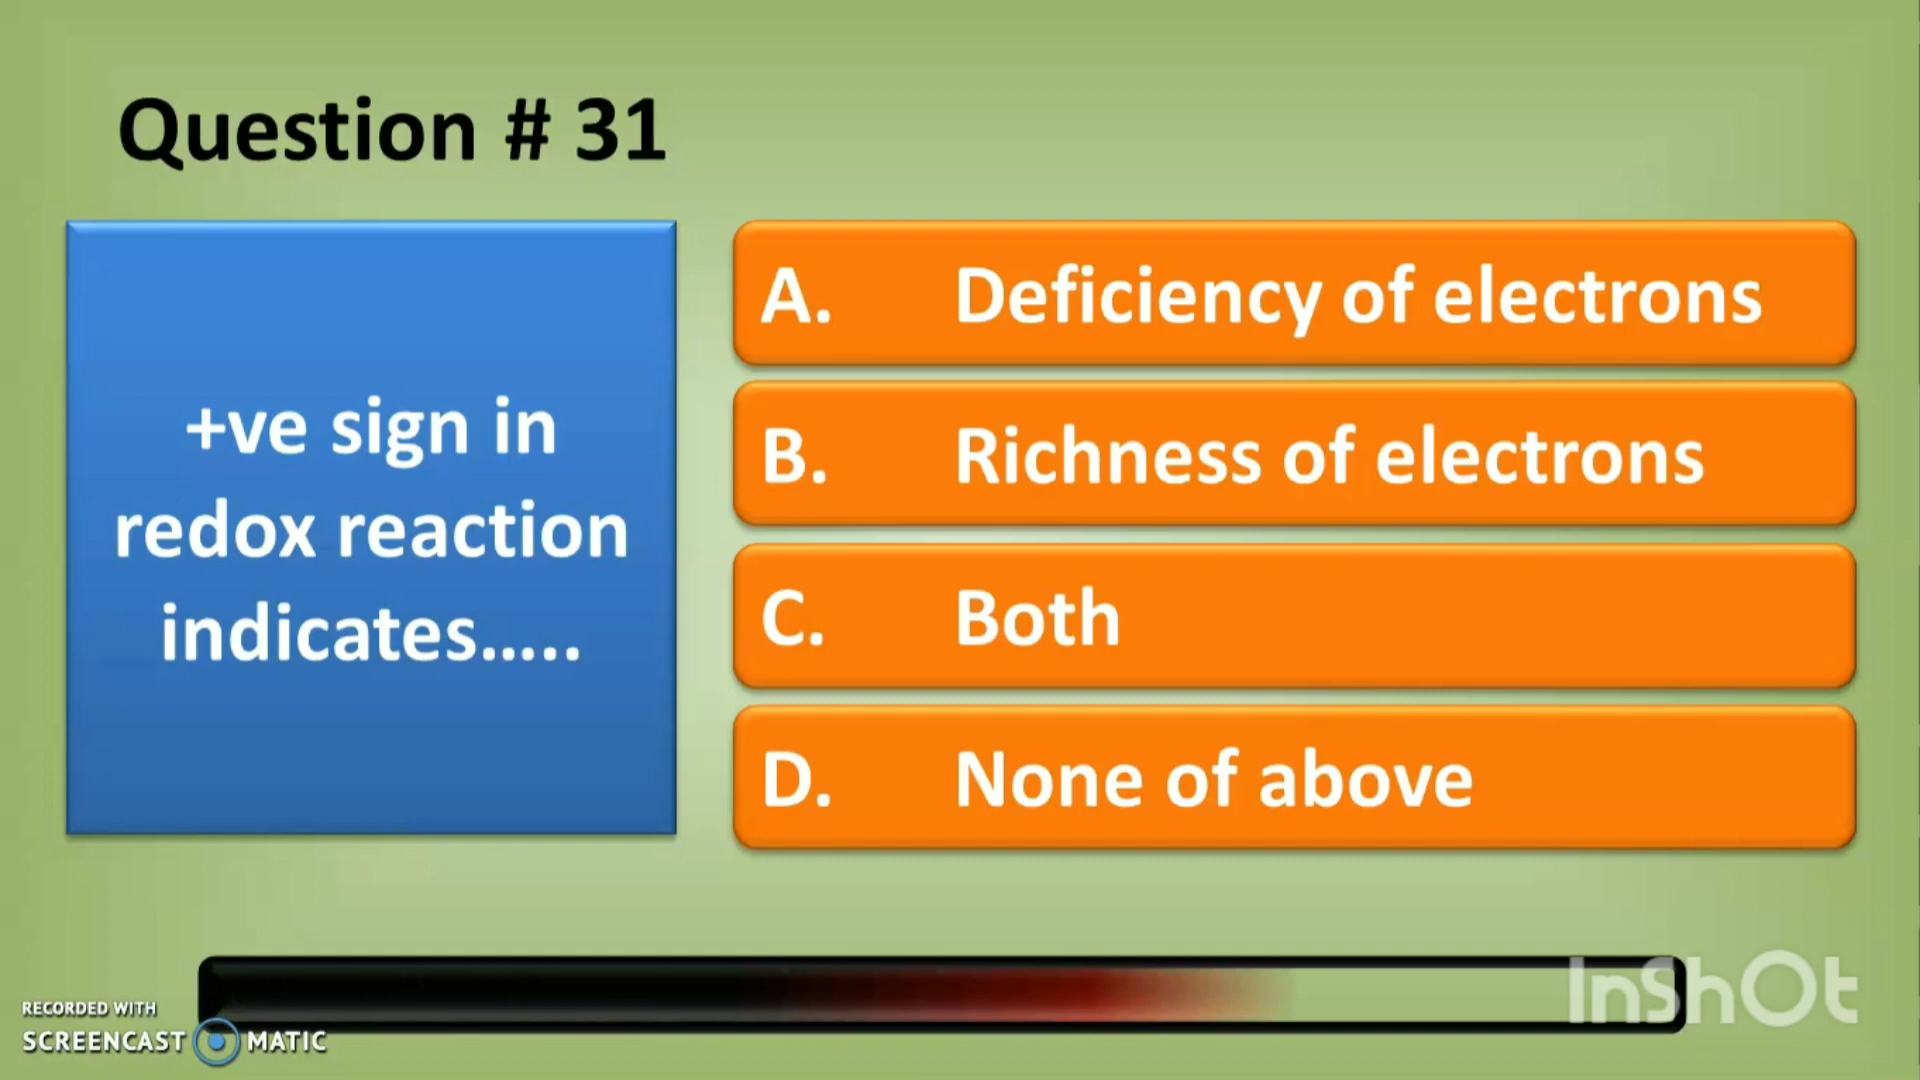 Question # 31
+ve sign in
redox reaction
indicates.....
A. Deficiency of electrons
B. Richness of electrons
C. Both
D. None of above
RECORDED WITH
SCREENCAST MATIC
InShOt